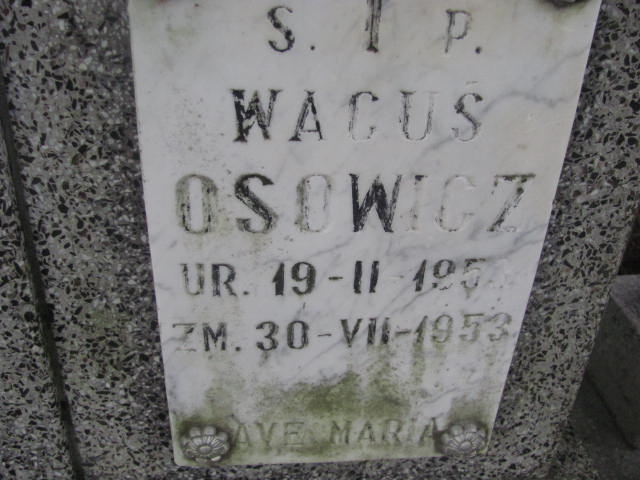 S. † P.
WACUŚ
OSOWICZ
UR. 19-II-195
ZM. 30-VII-1953
AVE MARIA